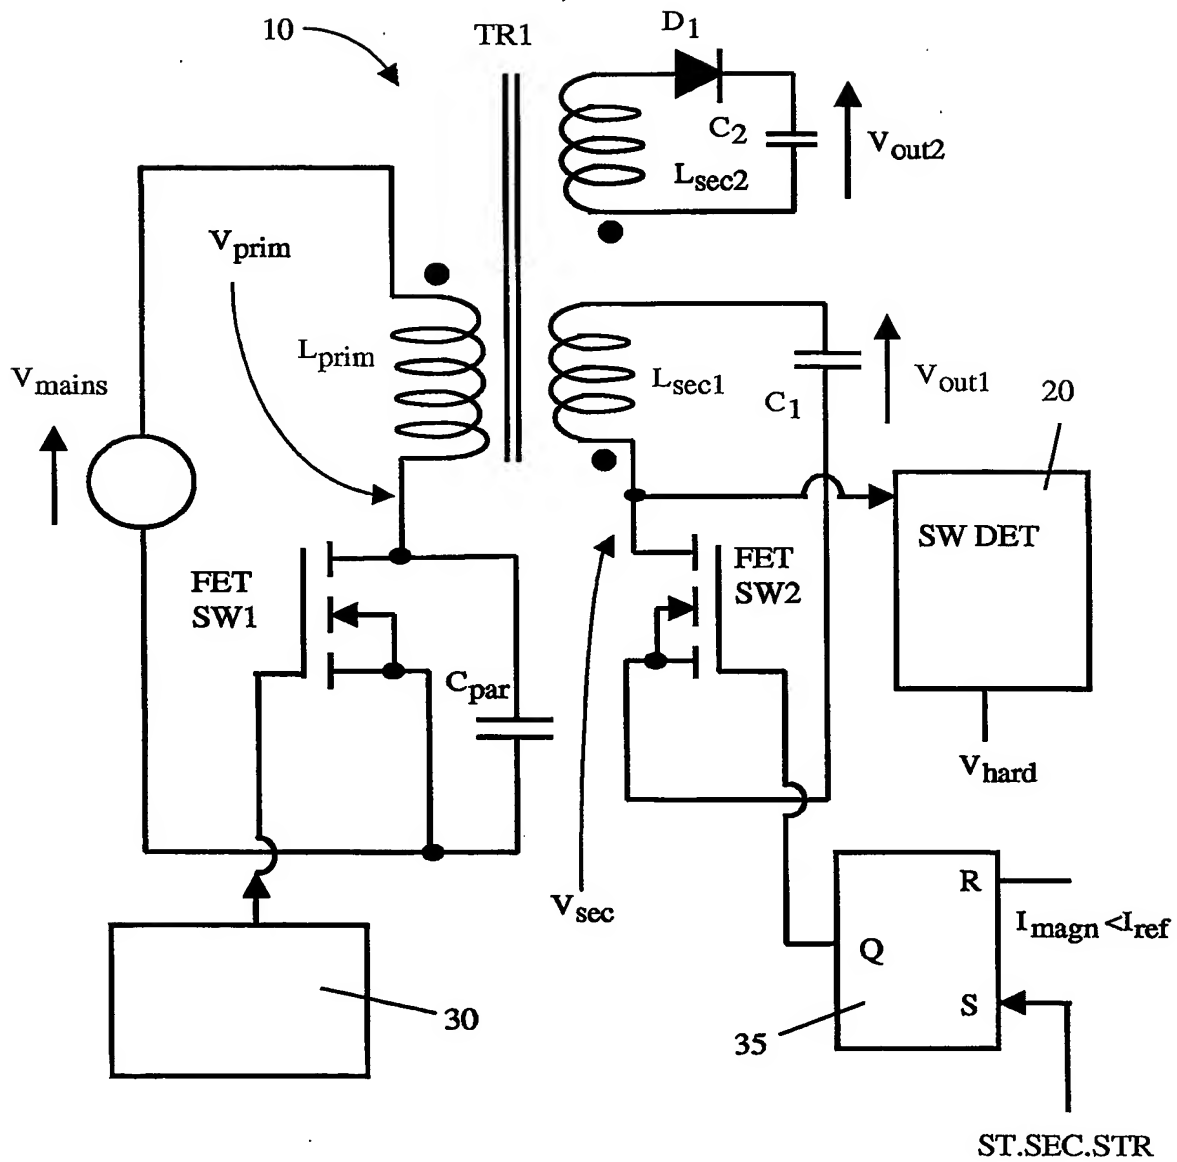 10
TR1
D1
C2
Lsec2
Vout2
Vprim
Lprim
Vmains
Lsec1
C1
Vout1
20
SW DET
FET
SW1
FET
SW2
Cpar
Vhard
Vsec
R
Imagn<Iref
Q
S
30
35
ST.SEC.STR